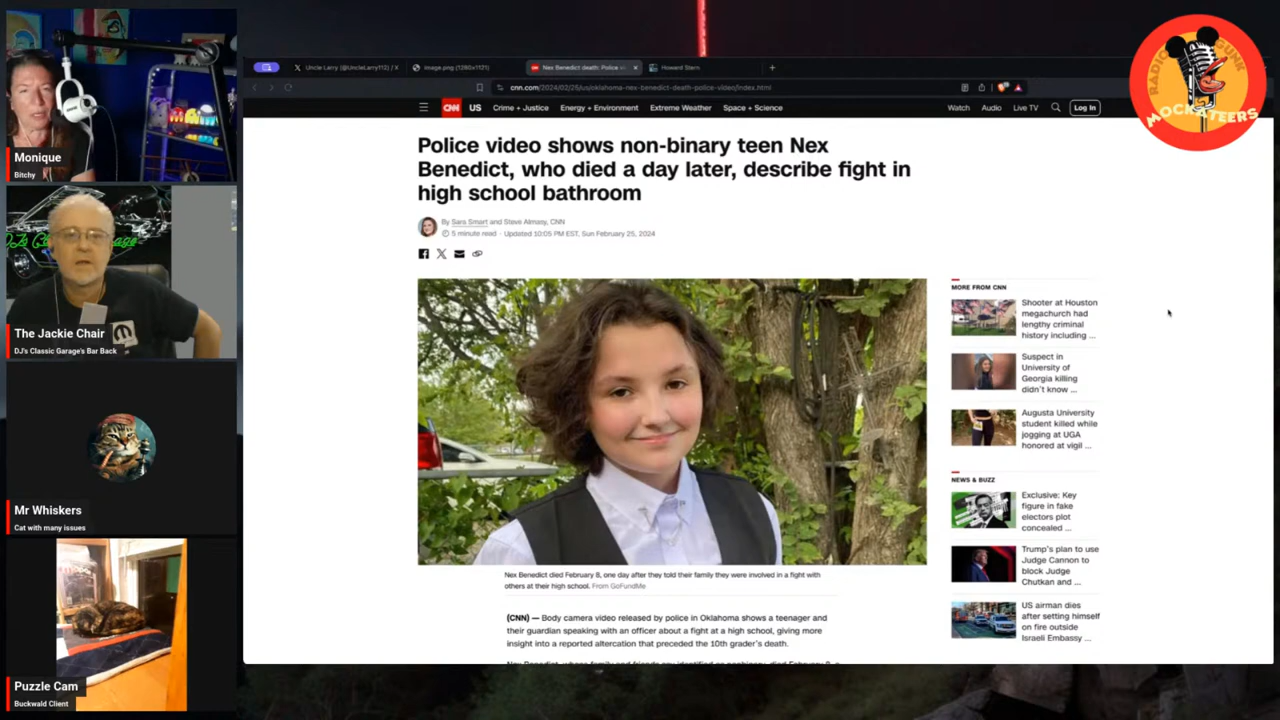 Monique
Bitchy
The Jackie Chair
DJ's Classic Garage's Bar Back
Mr Whiskers
Cat with many issues
Puzzle Cam
Buckwald Client
Uncle Larry (@UncleLarry112) / X
image.png (1280×1121)
Nex Benedict death: Police vi
Howard Stern
cnn.com/2024/02/25/us/oklahoma-nex-benedict-death-police-video/index.html
CNN
US
Crime + Justice
Energy + Environment
Extreme Weather
Space + Science
Watch
Audio
Live TV
Log In
Police video shows non-binary teen Nex
Benedict, who died a day later, describe fight in
high school bathroom
By Sara Smart and Steve Almasy, CNN
5 minute read · Updated 10:05 PM EST, Sun February 25, 2024
Nex Benedict died February 8, one day after they told their family they were involved in a fight with
others at their high school. From GoFundMe
(CNN) — Body camera video released by police in Oklahoma shows a teenager and
their guardian speaking with an officer about a fight at a high school, giving more
insight into a reported altercation that preceded the 10th grader's death.
MORE FROM CNN
Shooter at Houston
megachurch had
lengthy criminal
history including ...
Suspect in
University of
Georgia killing
didn't know ...
Augusta University
student killed while
jogging at UGA
honored at vigil ...
NEWS & BUZZ
Exclusive: Key
figure in fake
electors plot
concealed ...
Trump's plan to use
Judge Cannon to
block Judge
Chutkan and ...
US airman dies
after setting himself
on fire outside
Israeli Embassy ...
RADIO GUNK
MOCKATEERS